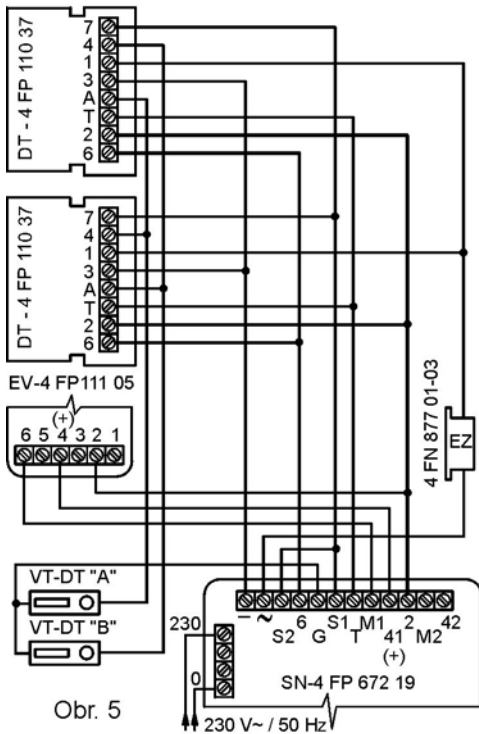 DT - 4 FP 110 37
7
4
1
3
A
T
2
6
DT - 4 FP 110 37
7
4
1
3
A
T
2
6
EV-4 FP111 05
(+)
6 5 4 3 2 1
4 FN 877 01-03
EZ
VT-DT "A"
VT-DT "B"
– ~ S2 6 G S1 T M1 41 2 M2 42
(+)
230
0
SN-4 FP 672 19
230 V~ / 50 Hz
Obr. 5